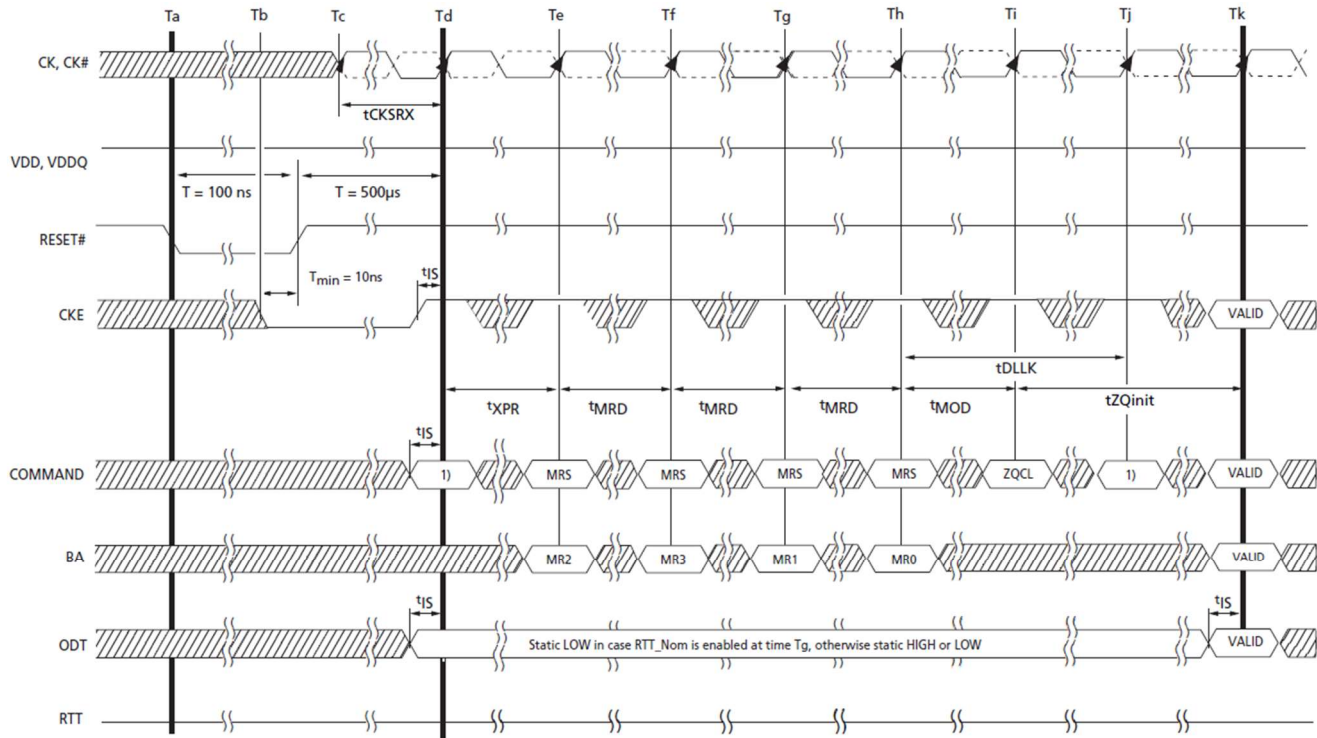 Ta Tb Tc Td Te Tf Tg Th Ti Tj Tk
CK, CK#
tCKSRX
VDD, VDDQ
T = 100 ns T = 500µs
RESET#
Tmin = 10ns tIS
CKE VALID
tDLLK
tXPR tMRD tMRD tMRD tMOD tZQinit
tIS
COMMAND 1) MRS MRS MRS MRS ZQCL 1) VALID
BA MR2 MR3 MR1 MR0 VALID
tIS tIS
ODT Static LOW in case RTT_Nom is enabled at time Tg, otherwise static HIGH or LOW VALID
RTT